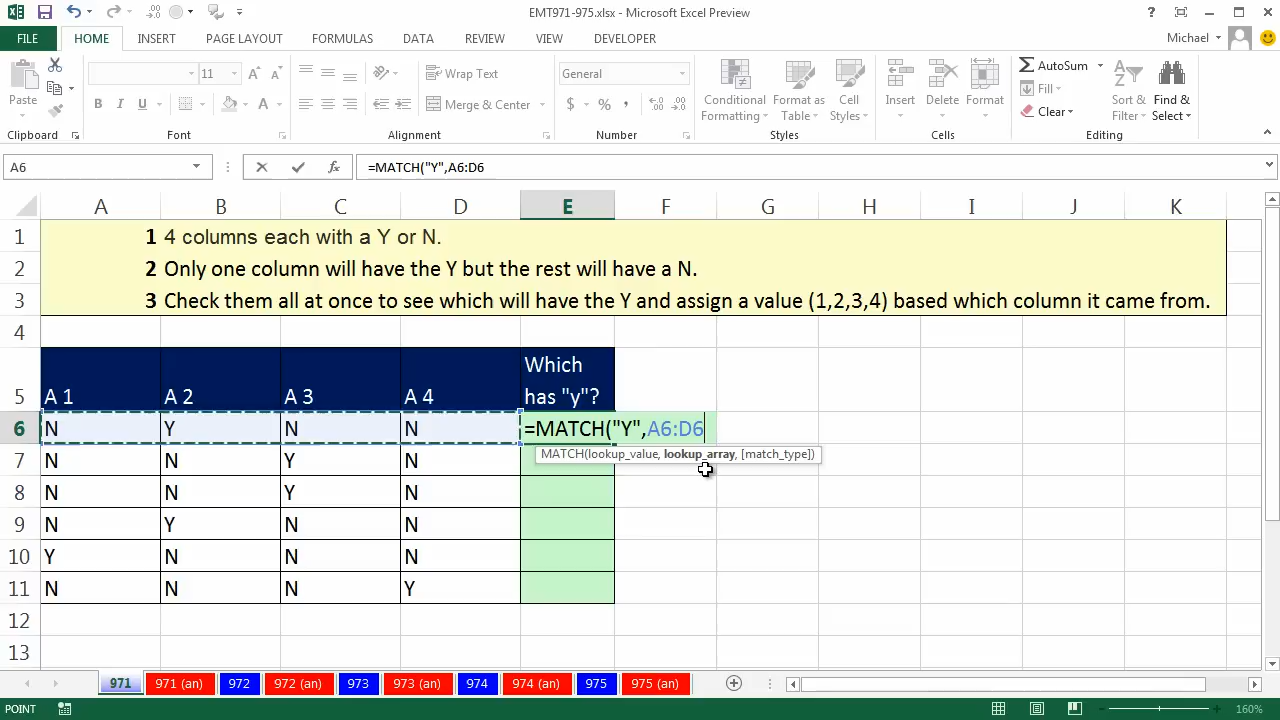 EMT971-975.xlsx - Microsoft Excel Preview
FILE HOME INSERT PAGE LAYOUT FORMULAS DATA REVIEW VIEW DEVELOPER Michael
Paste
Clipboard
11
B I U
Font
Wrap Text
Merge & Center
Alignment
General
$ % ,
Number
Conditional Formatting
Format as Table
Cell Styles
Styles
Insert Delete Format
Cells
AutoSum
Fill
Clear
Sort & Filter
Find & Select
Editing
A6 fx =MATCH("Y",A6:D6
A B C D E F G H I J K
1 1 4 columns each with a Y or N.
2 2 Only one column will have the Y but the rest will have a N.
3 3 Check them all at once to see which will have the Y and assign a value (1,2,3,4) based which column it came from.
4
5 A 1 A 2 A 3 A 4 Which has "y"?
6 N Y N N =MATCH("Y",A6:D6
MATCH(lookup_value, lookup_array, [match_type])
7 N N Y N
8 N N Y N
9 N Y N N
10 Y N N N
11 N N N Y
12
13
971 971 (an) 972 972 (an) 973 973 (an) 974 974 (an) 975 975 (an)
POINT 160%